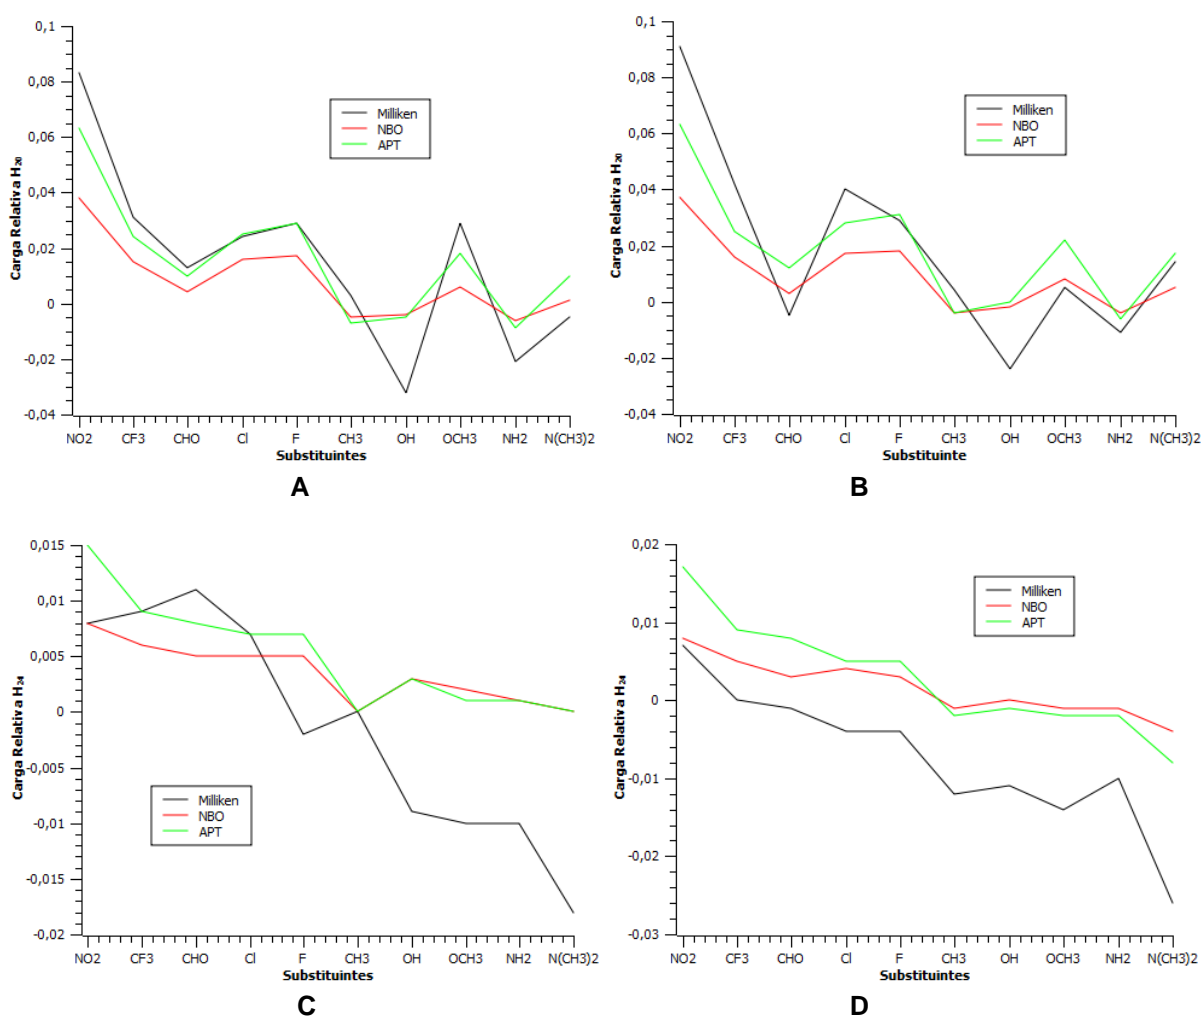 Carga Relativa H₂₀
0,1
0,08
0,06
0,04
0,02
0
-0,02
-0,04
Milliken
NBO
APT
NO2 CF3 CHO Cl F CH3 OH OCH3 NH2 N(CH3)2
Substituintes
A
Carga Relativa H₂₀
0,1
0,08
0,06
0,04
0,02
0
-0,02
-0,04
Milliken
NBO
APT
NO2 CF3 CHO Cl F CH3 OH OCH3 NH2 N(CH3)2
Substituinte
B
Carga Relativa H₂₄
0,015
0,01
0,005
0
-0,005
-0,01
-0,015
-0,02
Milliken
NBO
APT
NO2 CF3 CHO Cl F CH3 OH OCH3 NH2 N(CH3)2
Substituintes
C
Carga Relativa H₂₄
0,02
0,01
0
-0,01
-0,02
-0,03
Milliken
NBO
APT
NO2 CF3 CHO Cl F CH3 OH OCH3 NH2 N(CH3)2
Substituintes
D